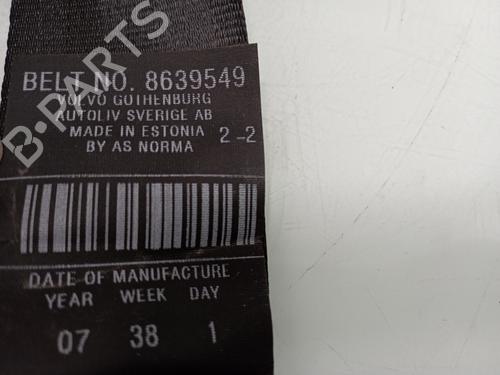 BELT NO. 8639549
VOLVO GOTHENBURG
AUTOLIV SVERIGE AB
MADE IN ESTONIA 2-2
BY AS NORMA
DATE OF MANUFACTURE
YEAR WEEK DAY
07 38 1
B-PARTS